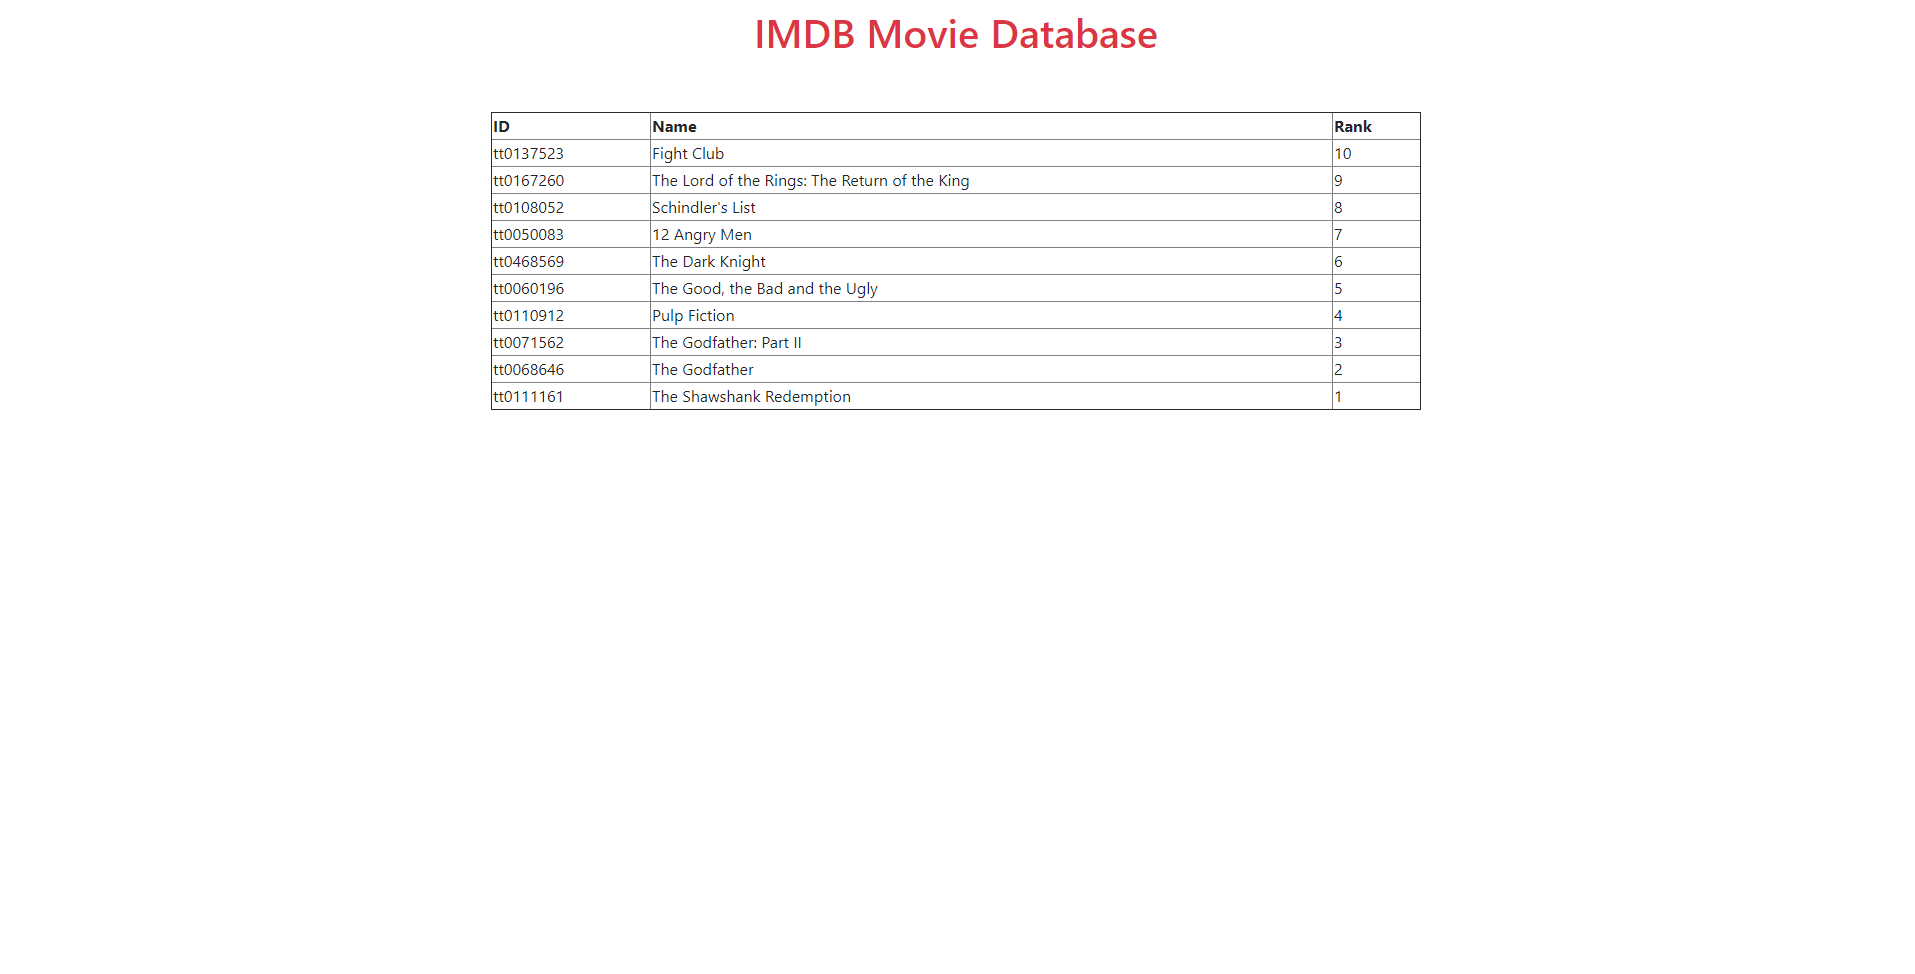 IMDB Movie Database
ID Name Rank
tt0137523 Fight Club 10
tt0167260 The Lord of the Rings: The Return of the King 9
tt0108052 Schindler's List 8
tt0050083 12 Angry Men 7
tt0468569 The Dark Knight 6
tt0060196 The Good, the Bad and the Ugly 5
tt0110912 Pulp Fiction 4
tt0071562 The Godfather: Part II 3
tt0068646 The Godfather 2
tt0111161 The Shawshank Redemption 1